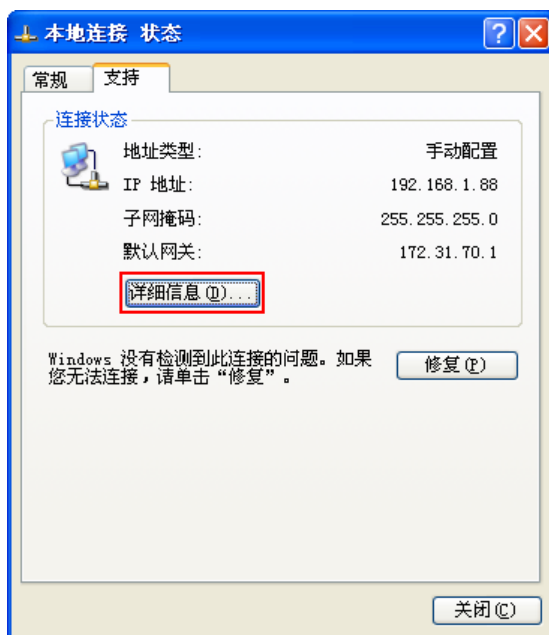 本地连接 状态
常规 支持
连接状态
地址类型: 手动配置
IP 地址: 192.168.1.88
子网掩码: 255.255.255.0
默认网关: 172.31.70.1
详细信息(D)...
Windows 没有检测到此连接的问题。如果
您无法连接，请单击“修复”。
修复(P)
关闭(C)